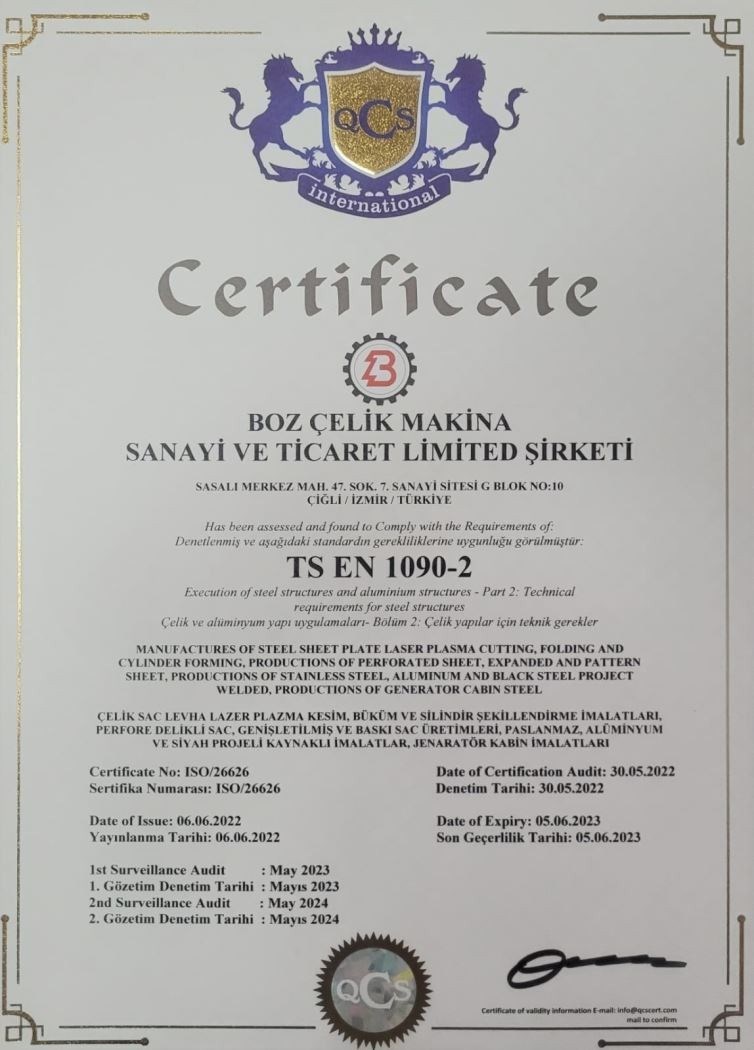 QCS
international
Certificate
B
BOZ ÇELİK MAKİNA
SANAYİ VE TİCARET LİMİTED ŞİRKETİ
SASALI MERKEZ MAH. 47. SOK. 7. SANAYİ SİTESİ G BLOK NO:10
ÇİĞLİ / İZMİR / TÜRKİYE
Has been assessed and found to Comply with the Requirements of:
Denetlenmiş ve aşağıdaki standardın gerekliliklerine uygunluğu görülmüştür:
TS EN 1090-2
Execution of steel structures and aluminium structures - Part 2: Technical
requirements for steel structures
Çelik ve alüminyum yapı uygulamaları- Bölüm 2: Çelik yapılar için teknik gerekler
MANUFACTURES OF STEEL SHEET PLATE LASER PLASMA CUTTING, FOLDING AND
CYLINDER FORMING, PRODUCTIONS OF PERFORATED SHEET, EXPANDED AND PATTERN
SHEET, PRODUCTIONS OF STAINLESS STEEL, ALUMINUM AND BLACK STEEL PROJECT
WELDED, PRODUCTIONS OF GENERATOR CABIN STEEL
ÇELİK SAC LEVHA LAZER PLAZMA KESİM, BÜKÜM VE SİLİNDİR ŞEKİLLENDİRME İMALATLARI,
PERFORE DELİKLİ SAC, GENİŞLETİLMİŞ VE BASKI SAC ÜRETİMLERİ, PASLANMAZ, ALÜMİNYUM
VE SİYAH PROJELİ KAYNAKLI İMALATLAR, JENARATÖR KABİN İMALATLARI
Certificate No: ISO/26626
Sertifika Numarası: ISO/26626
Date of Certification Audit: 30.05.2022
Denetim Tarihi: 30.05.2022
Date of Issue: 06.06.2022
Yayınlanma Tarihi: 06.06.2022
Date of Expiry: 05.06.2023
Son Geçerlilik Tarihi: 05.06.2023
1st Surveillance Audit : May 2023
1. Gözetim Denetim Tarihi : Mayıs 2023
2nd Surveillance Audit : May 2024
2. Gözetim Denetim Tarihi : Mayıs 2024
QCS
Certificate of validity information E-mail: info@qcscert.com
mail to confirm